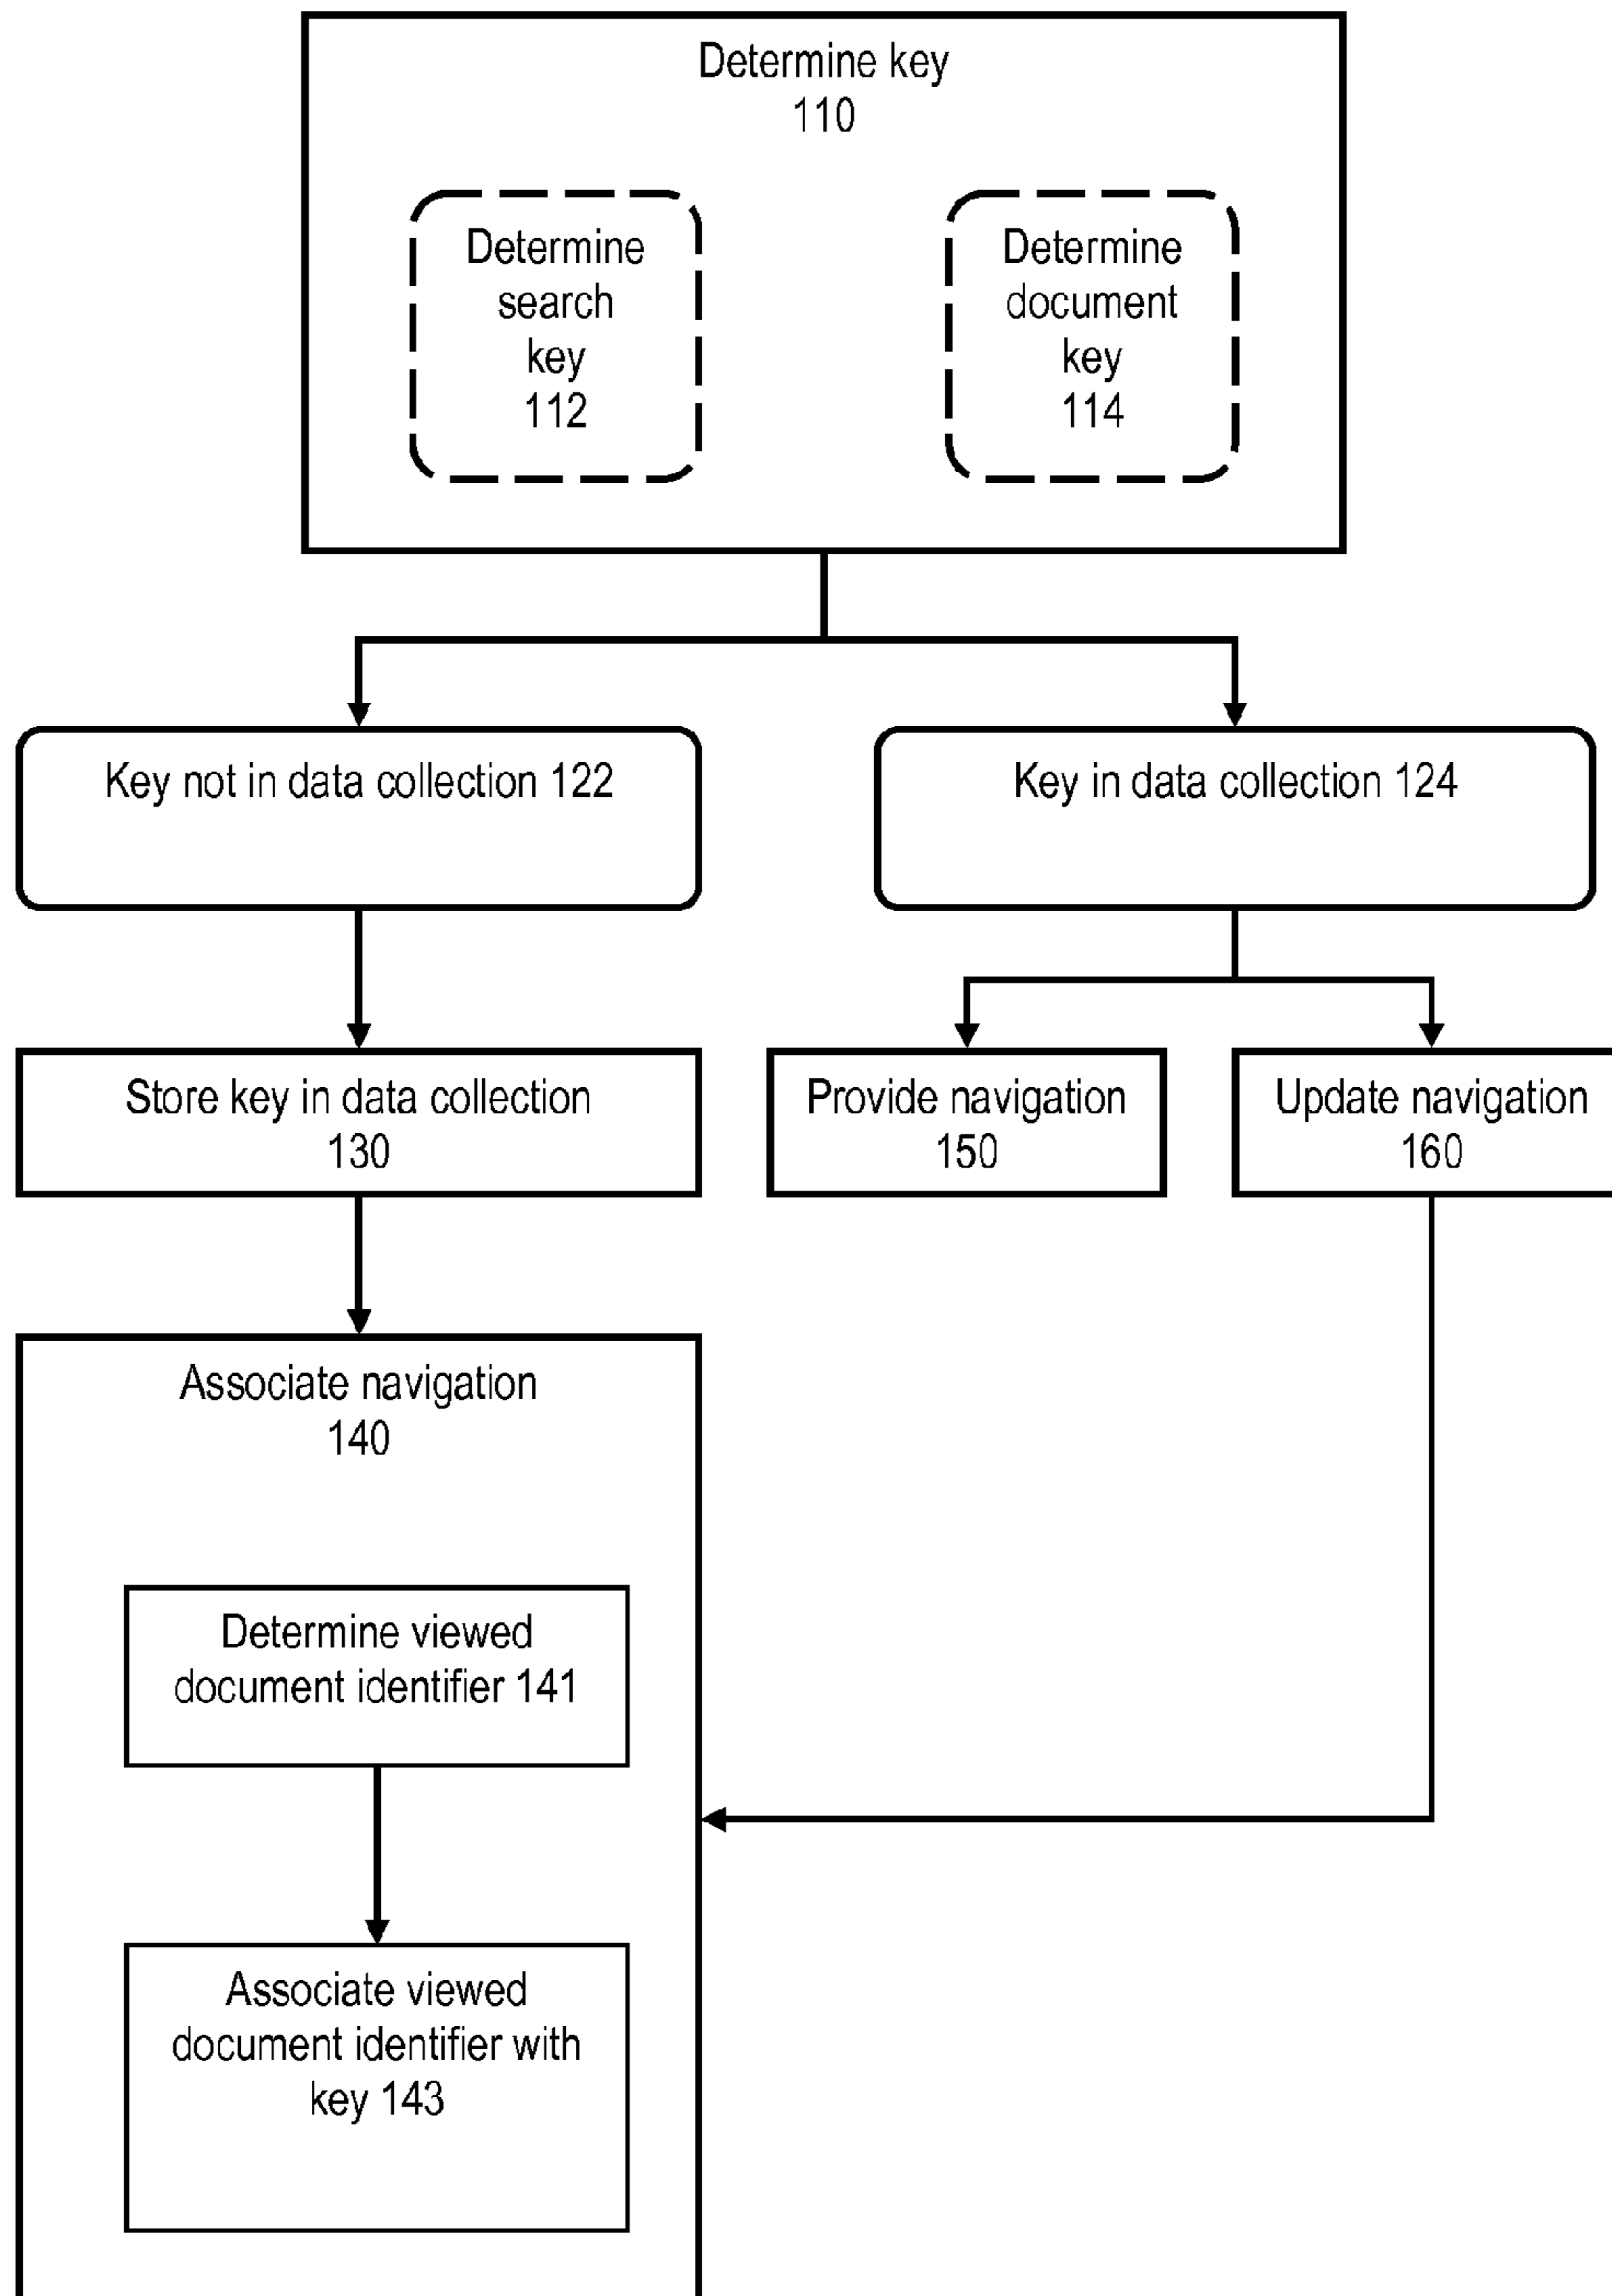 Determine key
110
Determine
search
key
112
Determine
document
key
114
Key not in data collection 122
Key in data collection 124
Store key in data collection
130
Provide navigation
150
Update navigation
160
Associate navigation
140
Determine viewed
document identifier 141
Associate viewed
document identifier with
key 143